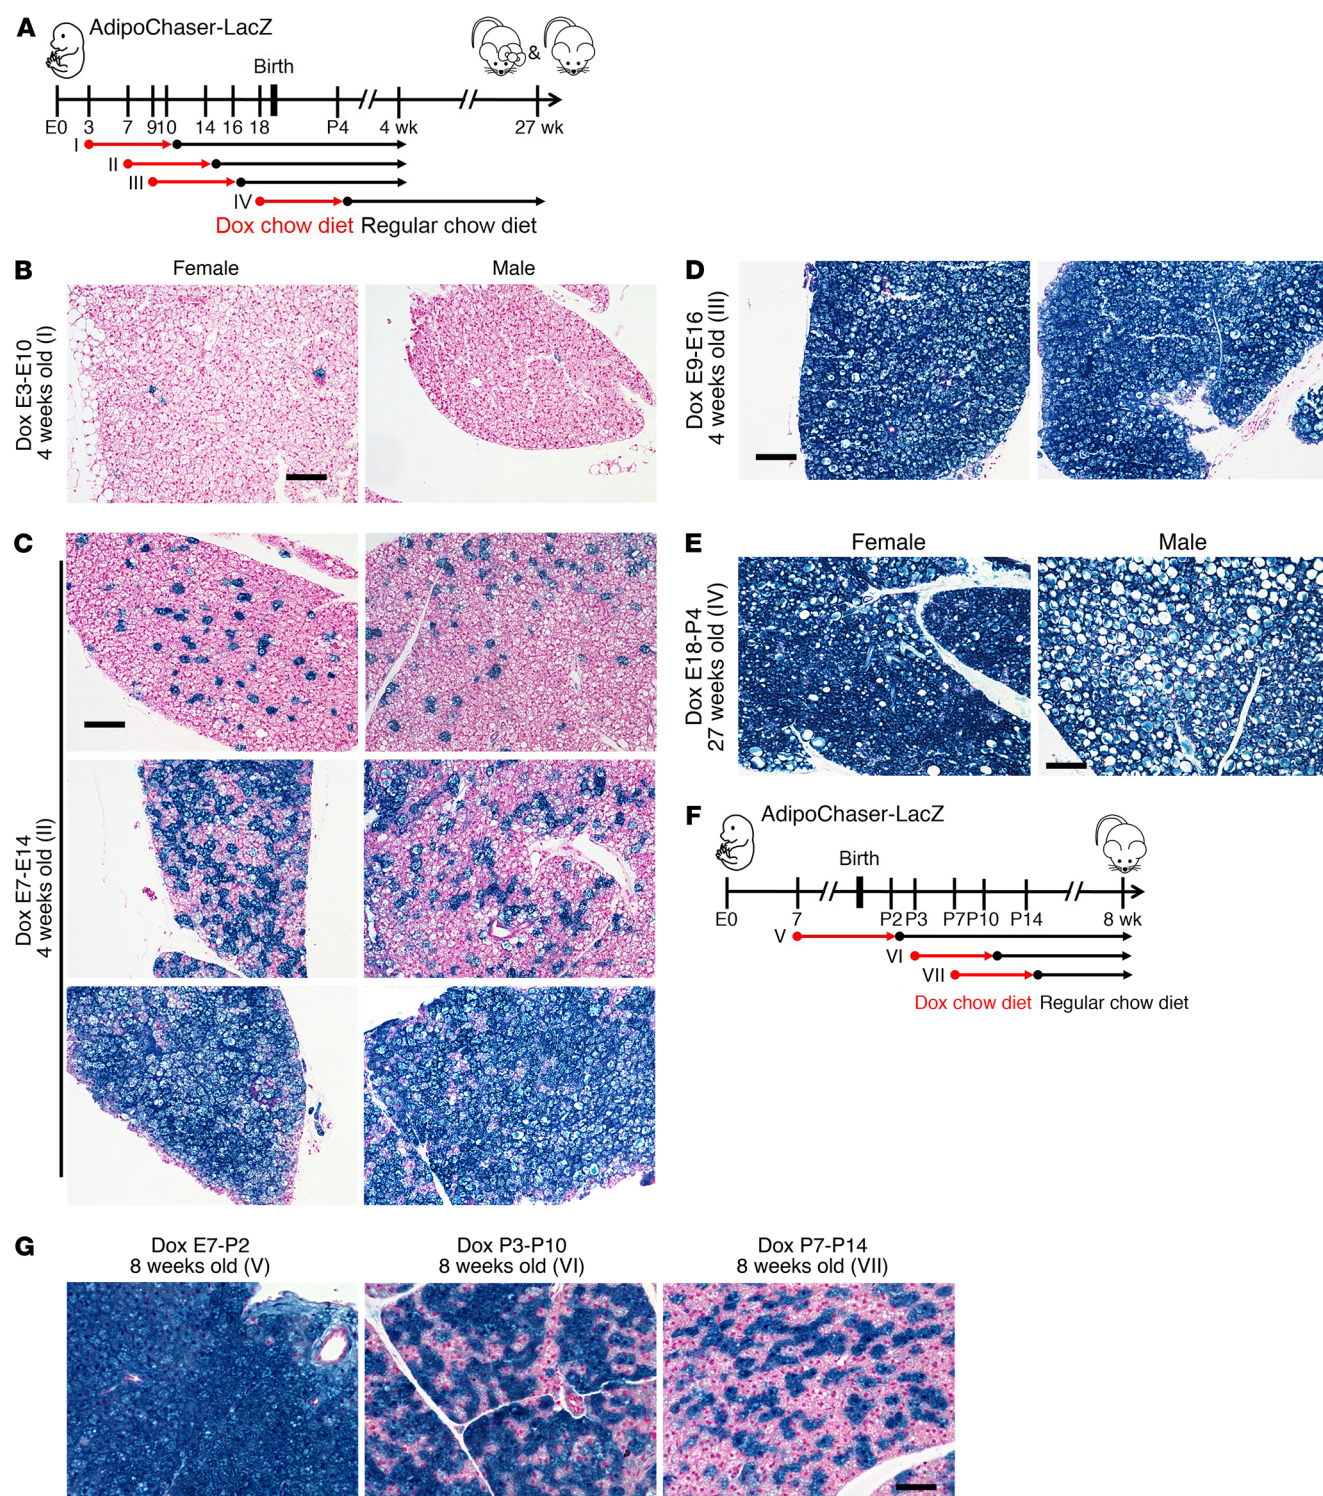 A
AdipoChaser-LacZ
&
Birth
E0 3 7 9 10 14 16 18 P4 4 wk 27 wk
I
II
III
IV
Dox chow diet Regular chow diet
B
Female Male
Dox E3-E10
4 weeks old (I)
C
Dox E7-E14
4 weeks old (II)
D
Dox E9-E16
4 weeks old (III)
E
Female Male
Dox E18-P4
27 weeks old (IV)
F
AdipoChaser-LacZ
Birth
E0 7 P2 P3 P7 P10 P14 8 wk
V
VI
VII
Dox chow diet Regular chow diet
G
Dox E7-P2
8 weeks old (V)
Dox P3-P10
8 weeks old (VI)
Dox P7-P14
8 weeks old (VII)